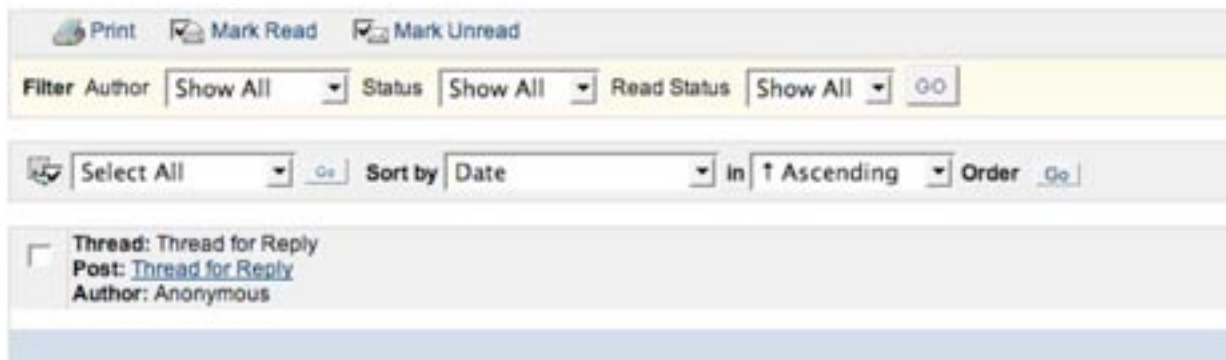 Print Mark Read Mark Unread
Filter Author Show All Status Show All Read Status Show All GO
Select All Go Sort by Date in ↑ Ascending Order Go
Thread: Thread for Reply
Post: Thread for Reply
Author: Anonymous